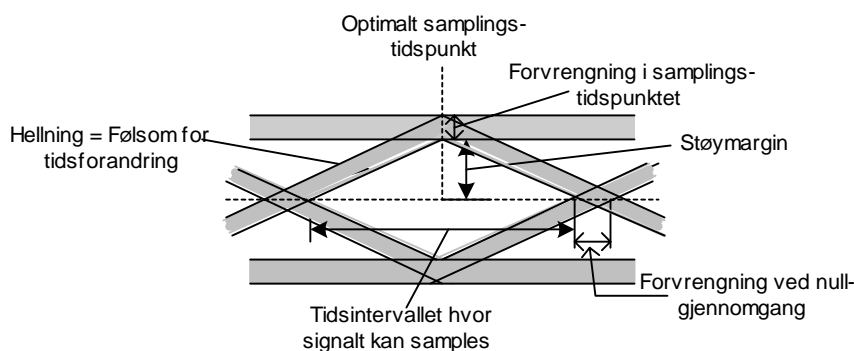 Optimalt samplings-
tidspunkt
Forvrengning i samplings-
tidspunktet
Hellning = Følsom for
tidsforandring
Støymargin
Forvrengning ved null-
gjennomgang
Tidsintervallet hvor
signalt kan samples